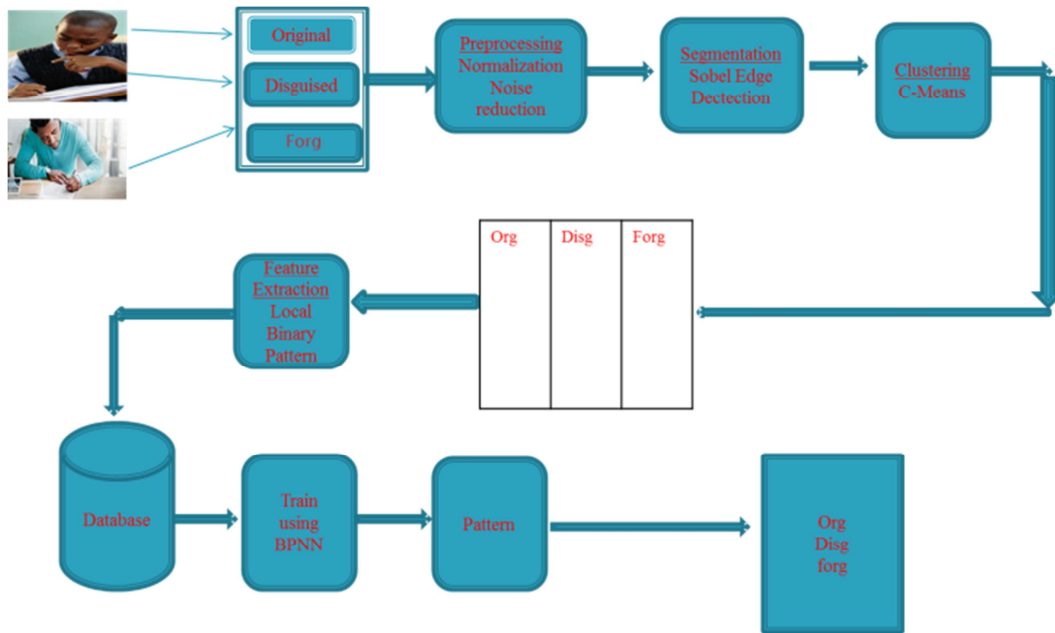 Original
Disguised
Forg
Preprocessing
Normalization
Noise
reduction
Segmentation
Sobel Edge
Dectection
Clustering
C-Means
Org
Disg
Forg
Feature
Extraction
Local
Binary
Pattern
Database
Train
using
BPNN
Pattern
Org
Disg
forg